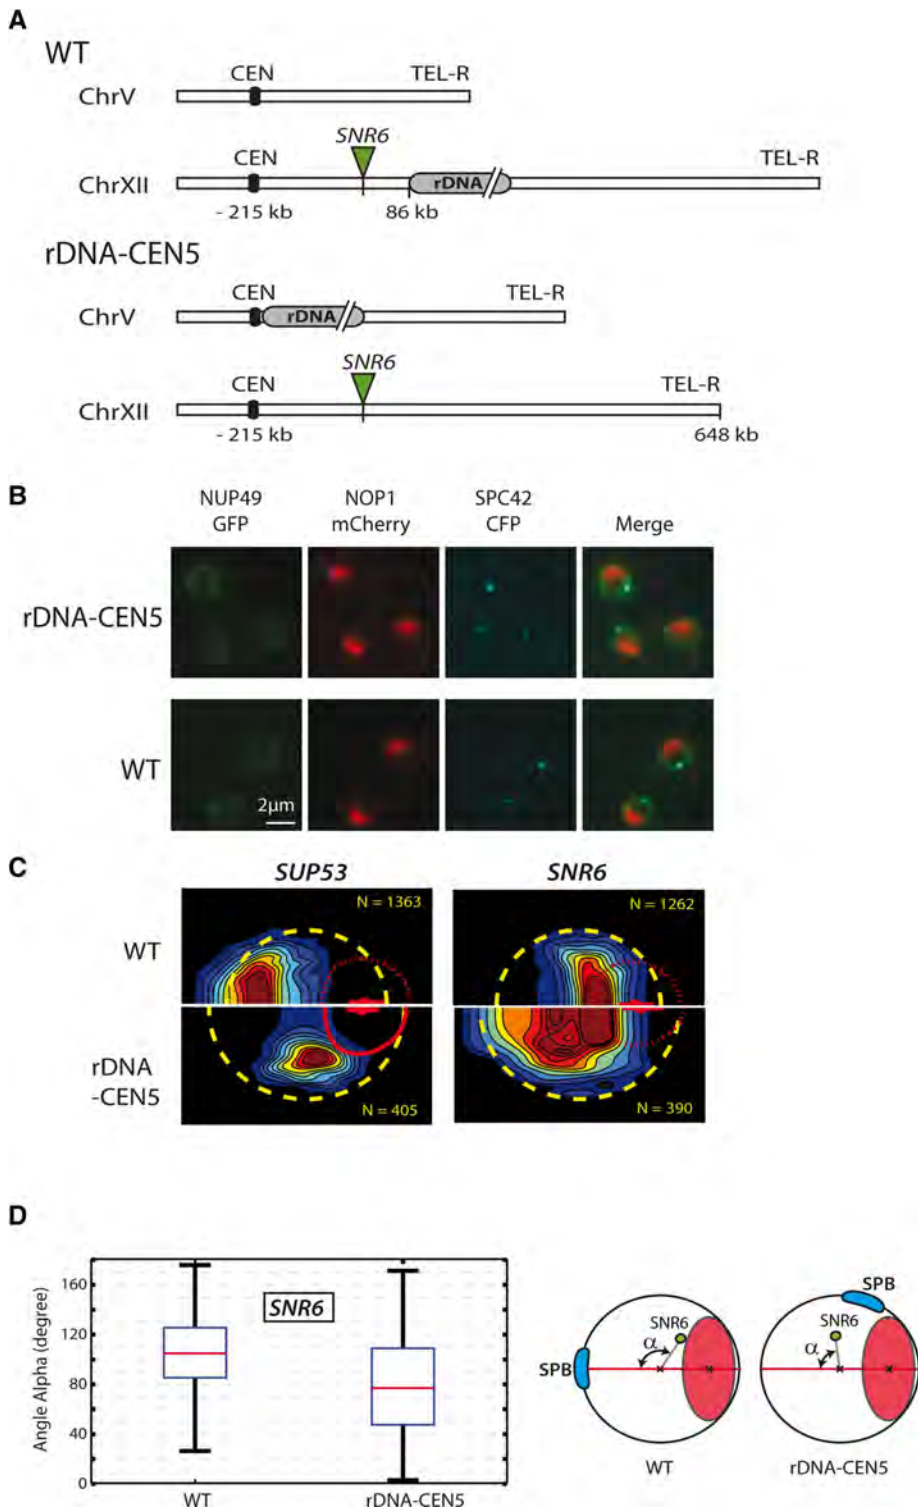 A
WT
CEN TEL-R
ChrV
SNR6
CEN TEL-R
ChrXII rDNA
- 215 kb 86 kb
rDNA-CEN5
CEN TEL-R
ChrV rDNA
SNR6
CEN TEL-R
ChrXII
- 215 kb 648 kb
B
NUP49 NOP1 SPC42
GFP mCherry CFP Merge
rDNA-CEN5
WT
2µm
C
SUP53 SNR6
N = 1363 N = 1262
WT
rDNA
-CEN5
N = 405 N = 390
D
Angle Alpha (degree)
160
120
80
40
0
SNR6
WT rDNA-CEN5
SPB
SNR6
α
WT
SPB
SNR6
α
rDNA-CEN5